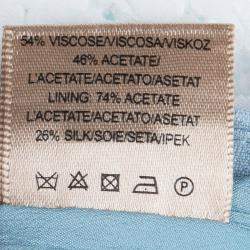 54% VISCOSE/VISCOSA/VISKOZ
46% ACETATE/
L'ACETATE/ACETATO/ASETAT
LINING: 74% ACETATE/
L'ACETATE/ACETATO/ASETAT
26% SILK/SOIE/SETA/IPEK
P